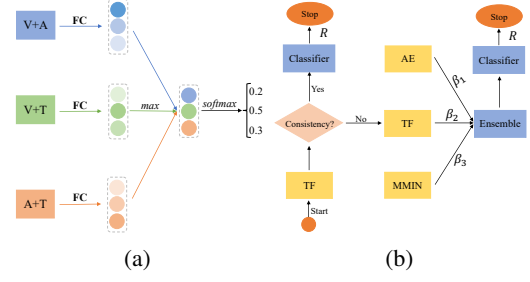 V+A
FC
V+T
FC
max
softmax
0.2
0.5
0.3
A+T
FC
(a)
Stop
R
Classifier
Yes
Consistency?
No
TF
Start
AE
TF
MMIN
β1
β2
β3
Ensemble
Classifier
R
Stop
(b)